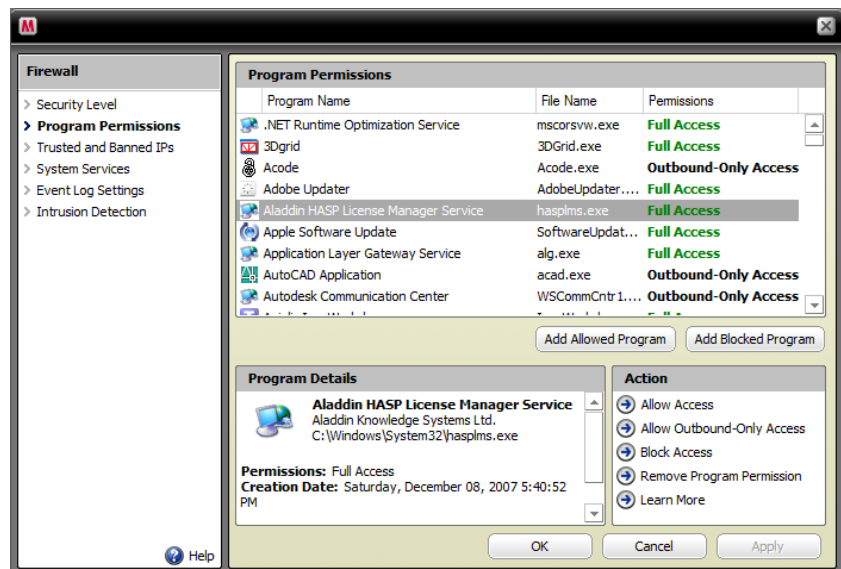 Firewall
Security Level
Program Permissions
Trusted and Banned IPs
System Services
Event Log Settings
Intrusion Detection
Help
Program Permissions
Program Name File Name Permissions
.NET Runtime Optimization Service mscorsvw.exe Full Access
3Dgrid 3DGrid.exe Full Access
Acode Acode.exe Outbound-Only Access
Adobe Updater AdobeUpdater.... Full Access
Aladdin HASP License Manager Service hasplms.exe Full Access
Apple Software Update SoftwareUpdat... Full Access
Application Layer Gateway Service alg.exe Full Access
AutoCAD Application acad.exe Outbound-Only Access
Autodesk Communication Center WSCommCntr1.... Outbound-Only Access
Add Allowed Program Add Blocked Program
Program Details
Aladdin HASP License Manager Service
Aladdin Knowledge Systems Ltd.
C:\Windows\System32\hasplms.exe
Permissions: Full Access
Creation Date: Saturday, December 08, 2007 5:40:52
PM
Action
Allow Access
Allow Outbound-Only Access
Block Access
Remove Program Permission
Learn More
OK Cancel Apply